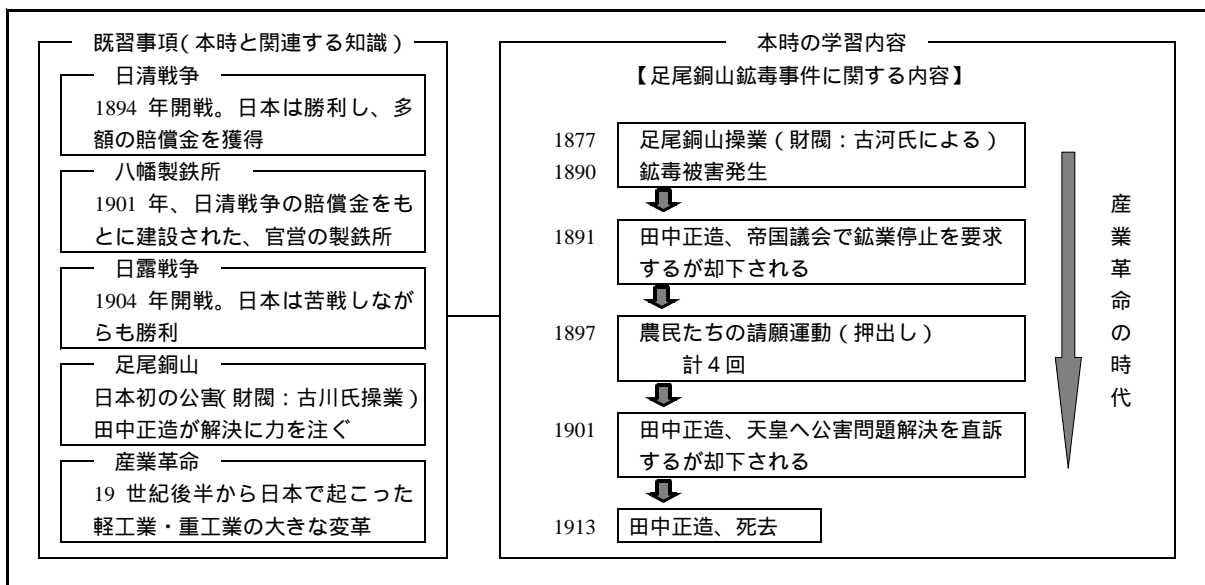 既習事項(本時と関連する知識)
日清戦争
1894 年開戦。日本は勝利し、多
額の賠償金を獲得
八幡製鉄所
1901 年、日清戦争の賠償金をも
とに建設された、官営の製鉄所
日露戦争
1904 年開戦。日本は苦戦しなが
らも勝利
足尾銅山
日本初の公害(財閥:古川氏操業)
田中正造が解決に力を注ぐ
産業革命
19 世紀後半から日本で起こった
軽工業・重工業の大きな変革
本時の学習内容
【足尾銅山鉱毒事件に関する内容】
1877 足尾銅山操業(財閥:古河氏による)
1890 鉱毒被害発生
1891 田中正造、帝国議会で鉱業停止を要求
するが却下される
1897 農民たちの請願運動(押出し)
計4回
1901 田中正造、天皇へ公害問題解決を直訴
するが却下される
1913 田中正造、死去
産業革命の時代